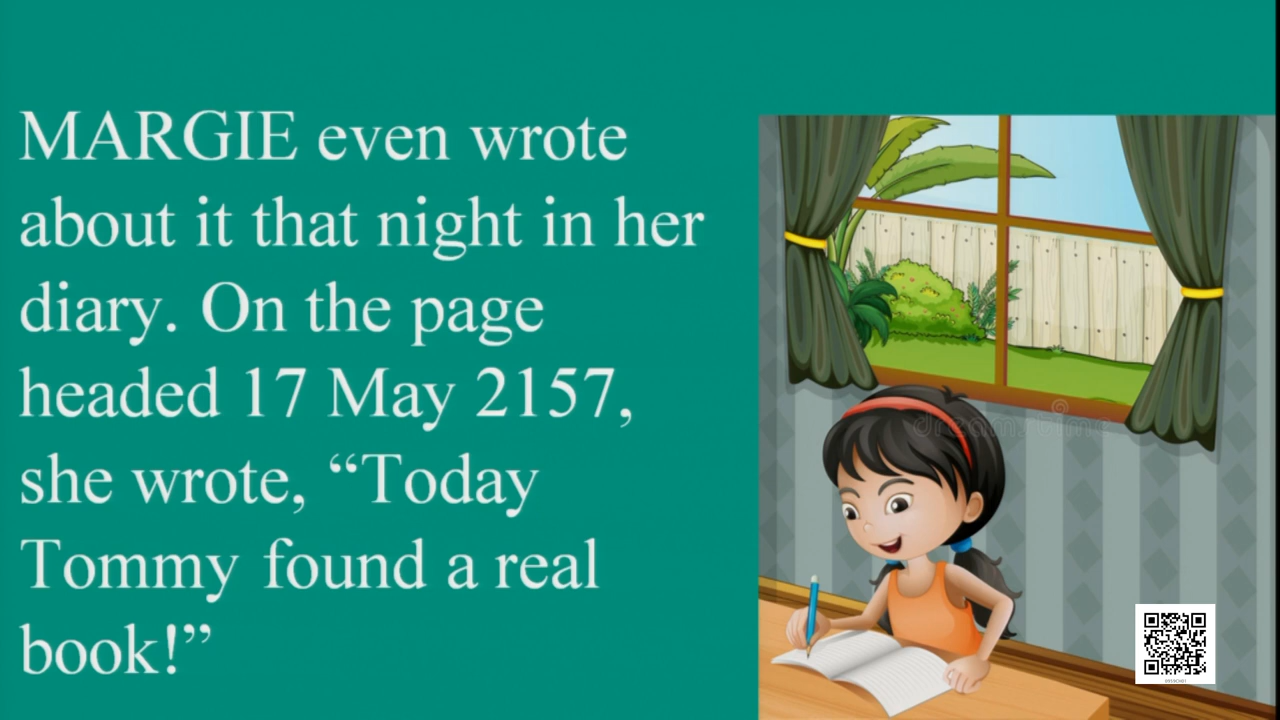 MARGIE even wrote
about it that night in her
diary. On the page
headed 17 May 2157,
she wrote, “Today
Tommy found a real
book!”
dreamstime